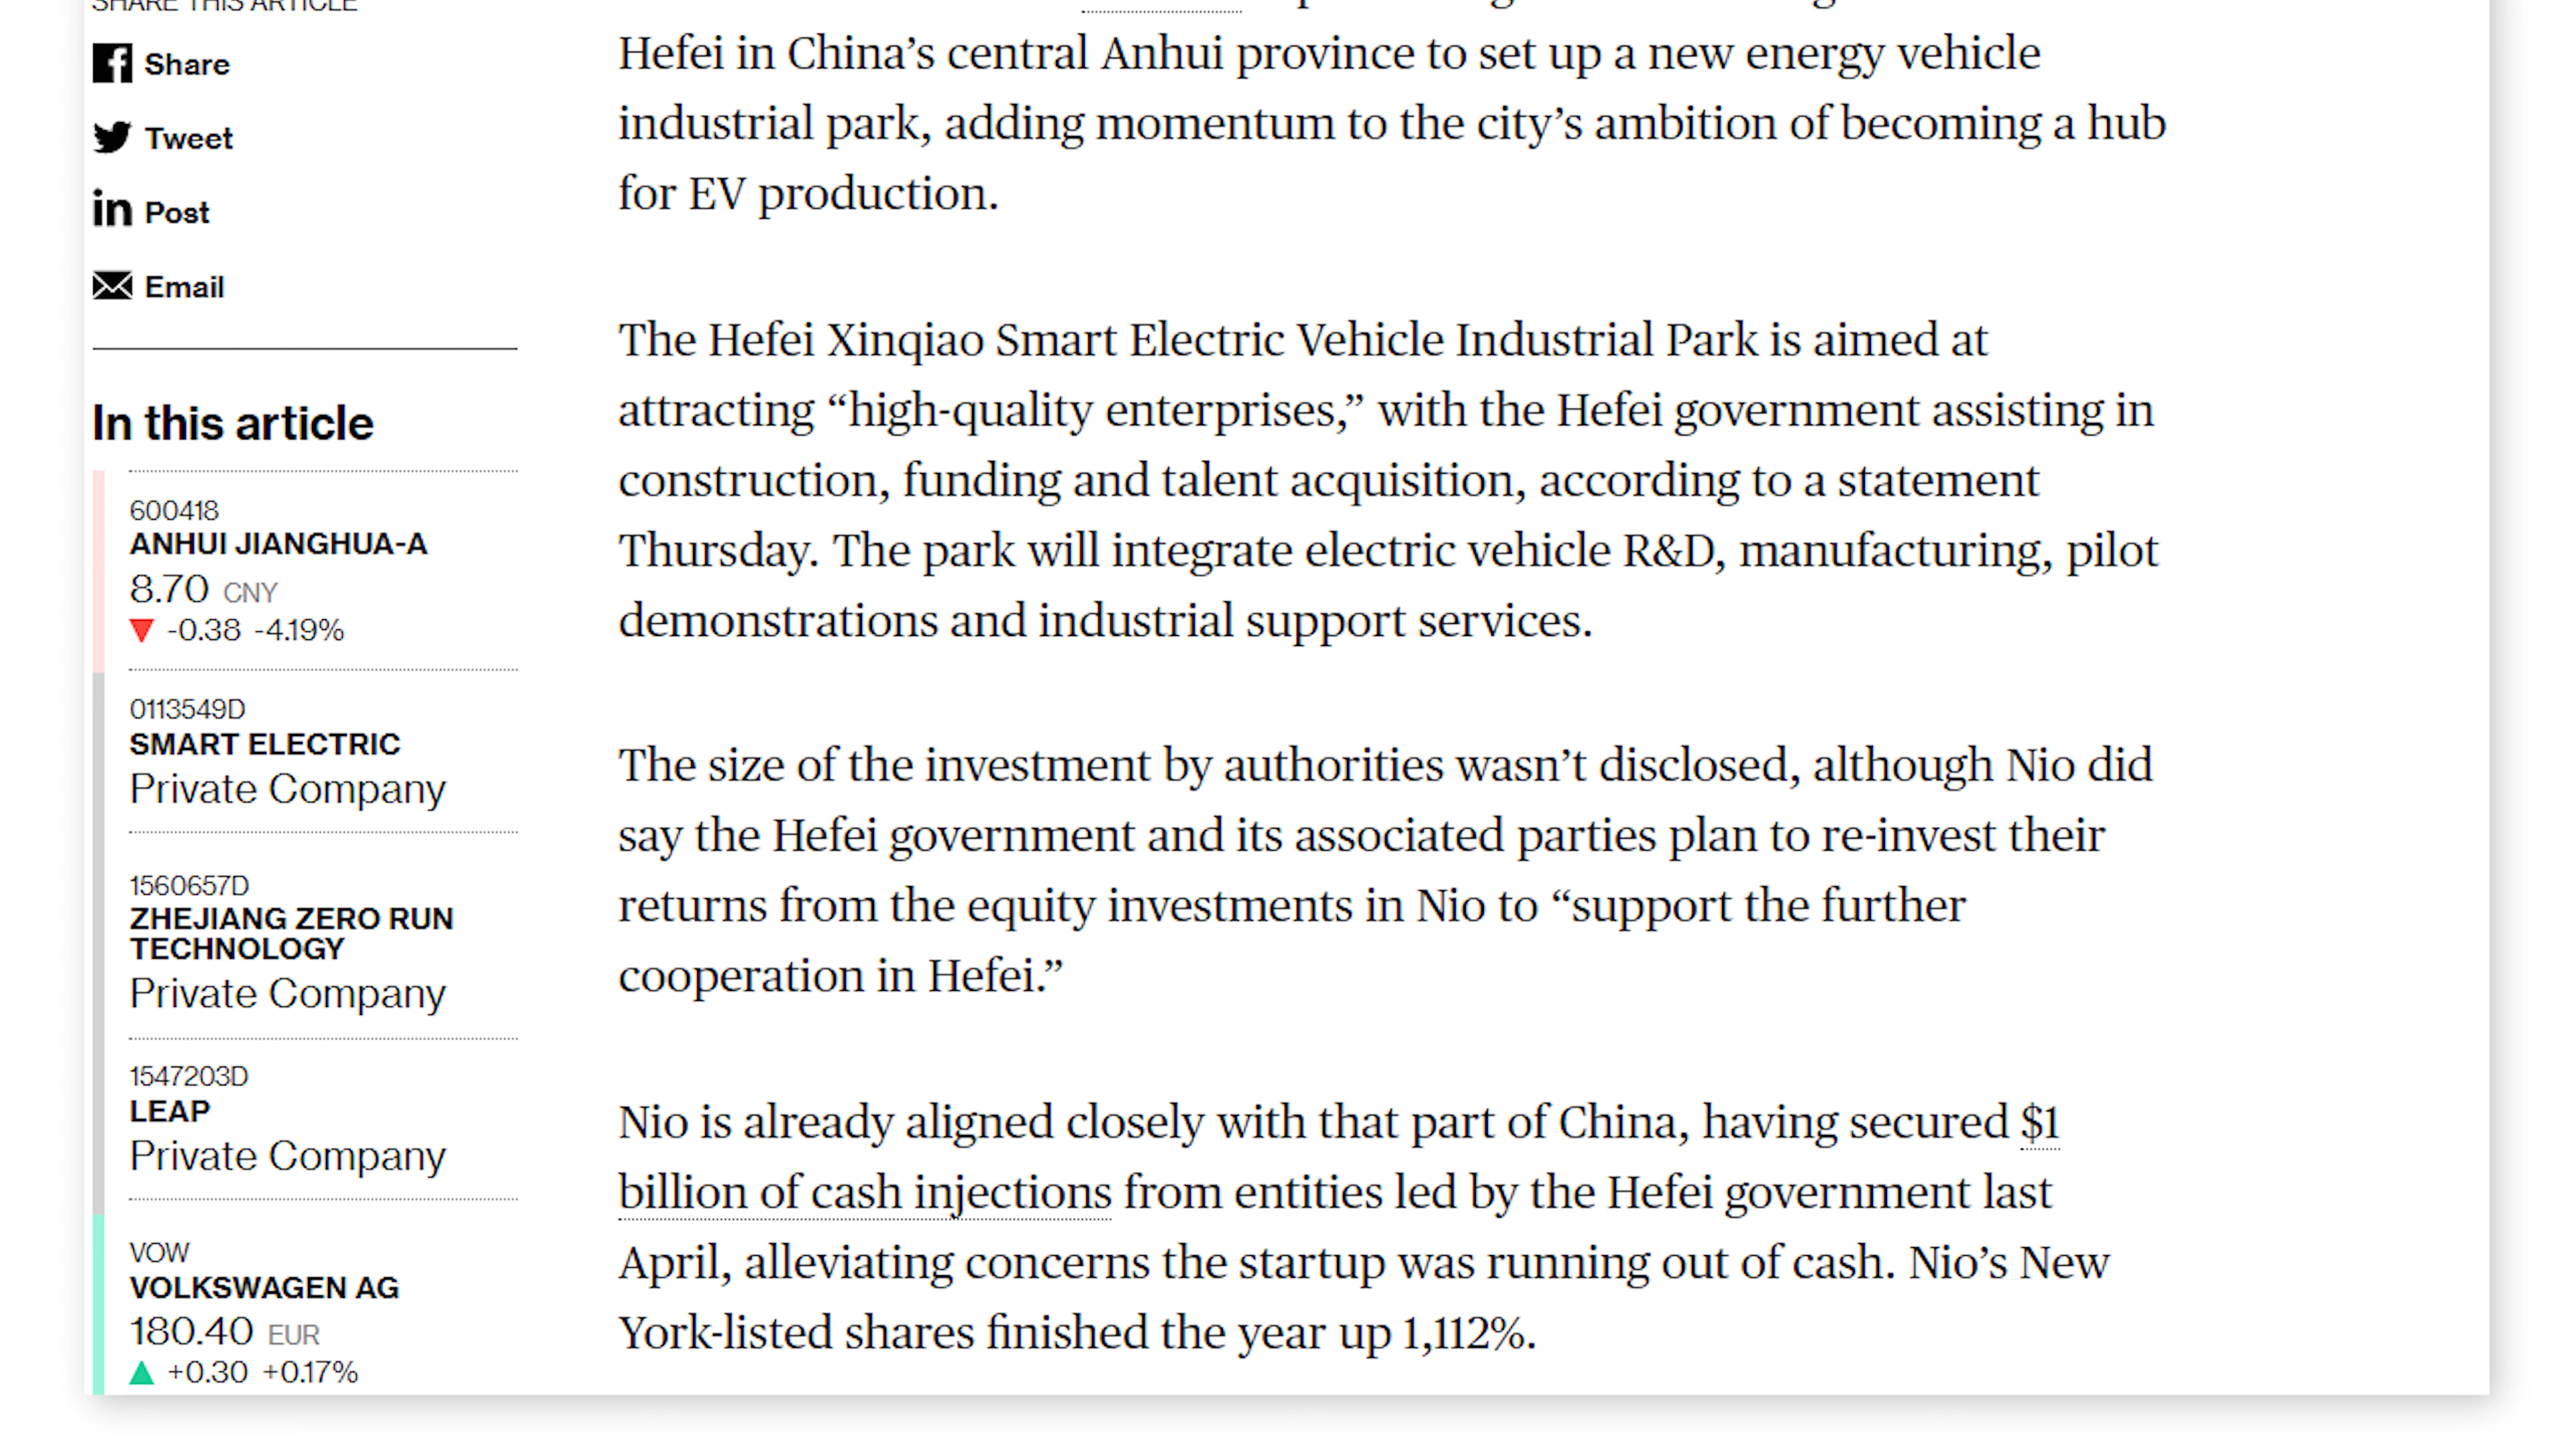 SHARE THIS ARTICLE
Share
Tweet
Post
Email
In this article
600418
ANHUI JIANGHUA-A
8.70 CNY
▼ -0.38 -4.19%
0113549D
SMART ELECTRIC
Private Company
1560657D
ZHEJIANG ZERO RUN
TECHNOLOGY
Private Company
1547203D
LEAP
Private Company
VOW
VOLKSWAGEN AG
180.40 EUR
▲ +0.30 +0.17%
Hefei in China’s central Anhui province to set up a new energy vehicle
industrial park, adding momentum to the city’s ambition of becoming a hub
for EV production.
The Hefei Xinqiao Smart Electric Vehicle Industrial Park is aimed at
attracting “high-quality enterprises,” with the Hefei government assisting in
construction, funding and talent acquisition, according to a statement
Thursday. The park will integrate electric vehicle R&D, manufacturing, pilot
demonstrations and industrial support services.
The size of the investment by authorities wasn’t disclosed, although Nio did
say the Hefei government and its associated parties plan to re-invest their
returns from the equity investments in Nio to “support the further
cooperation in Hefei.”
Nio is already aligned closely with that part of China, having secured $1
billion of cash injections from entities led by the Hefei government last
April, alleviating concerns the startup was running out of cash. Nio’s New
York-listed shares finished the year up 1,112%.